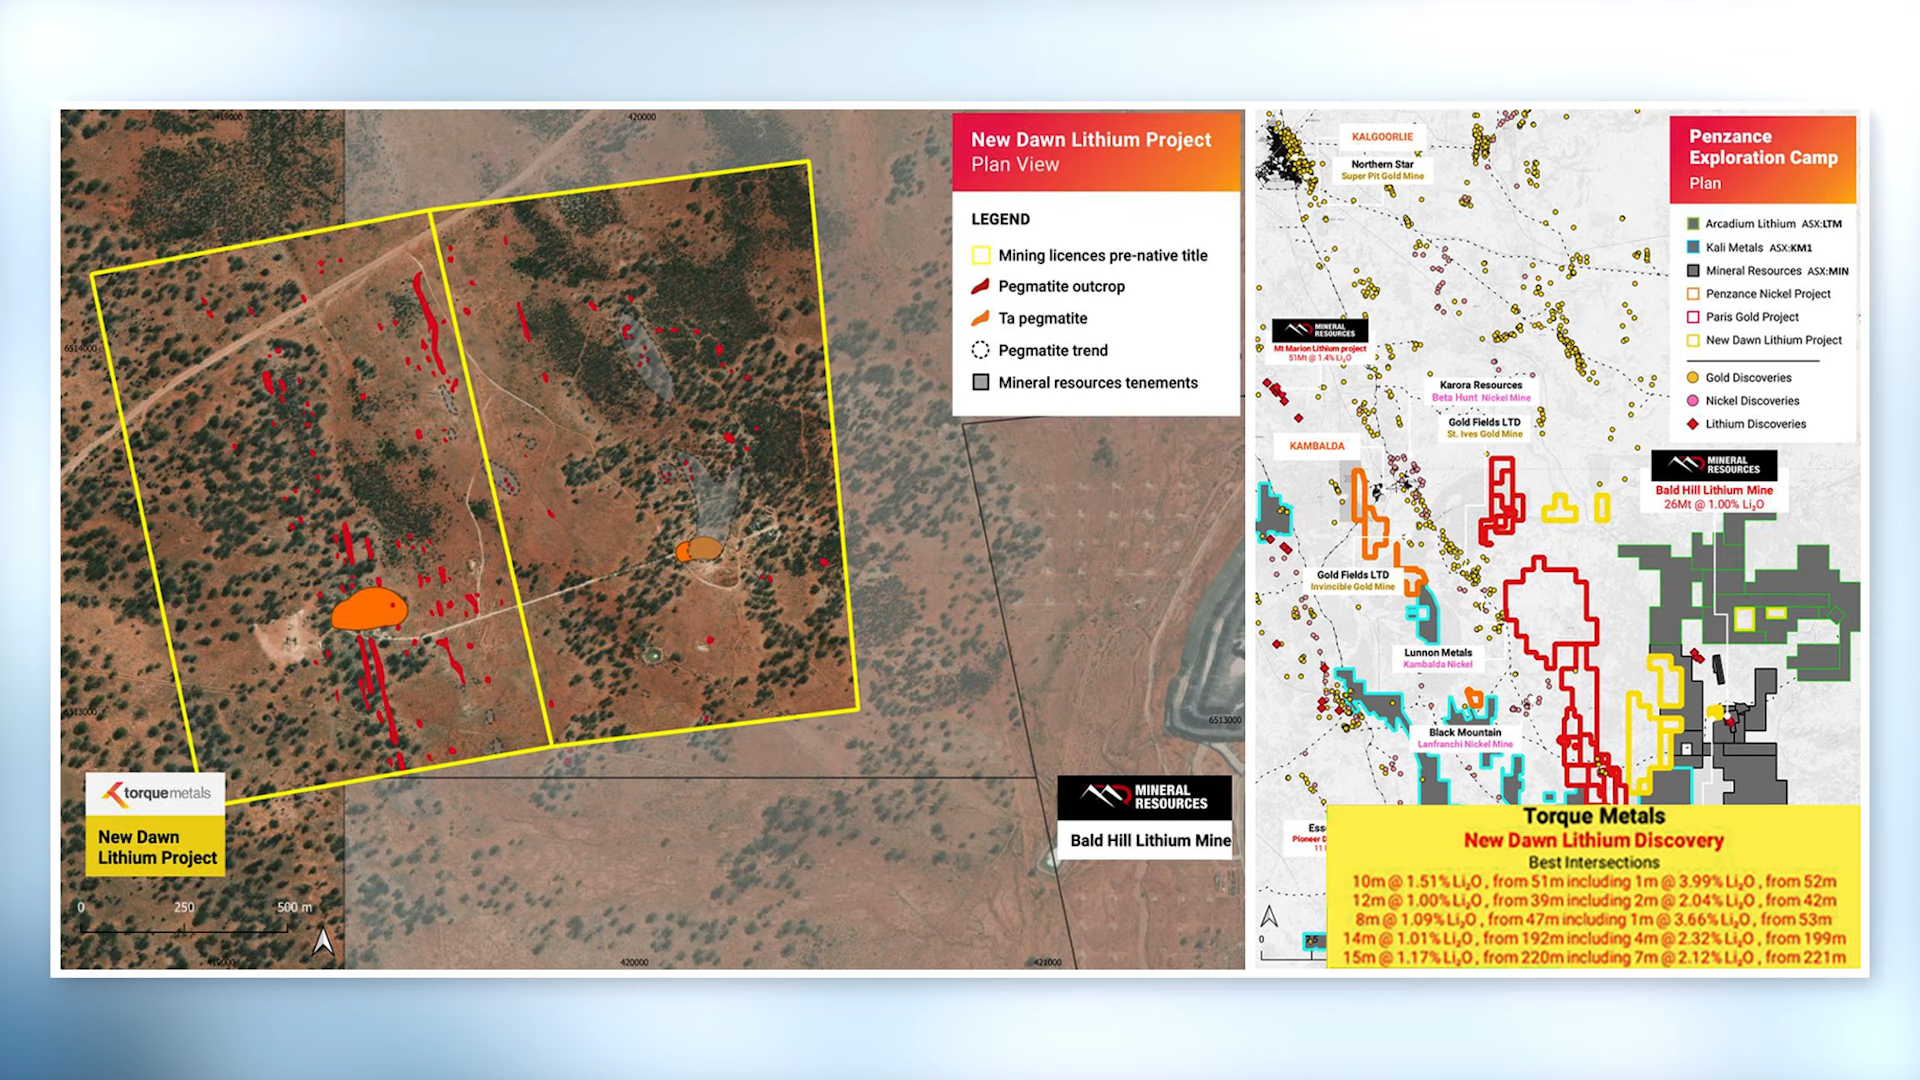 419000
420000
New Dawn Lithium Project
Plan View
LEGEND
Mining licences pre-native title
Pegmatite outcrop
Ta pegmatite
Pegmatite trend
Mineral resources tenements
6514000
6513000
6513000
torquemetals
New Dawn
Lithium Project
0 250 500 m
419000
420000
421000
MINERAL
RESOURCES
Bald Hill Lithium Mine
KALGOORLIE
Northern Star
Super Pit Gold Mine
Penzance
Exploration Camp
Plan
Arcadium Lithium ASX:LTM
Kali Metals ASX:KM1
Mineral Resources ASX:MIN
Penzance Nickel Project
Paris Gold Project
New Dawn Lithium Project
Gold Discoveries
Nickel Discoveries
Lithium Discoveries
MINERAL
RESOURCES
Mt Marion Lithium project
51Mt @ 1.4% Li₂O
Karora Resources
Beta Hunt Nickel Mine
Gold Fields LTD
St. Ives Gold Mine
KAMBALDA
MINERAL
RESOURCES
Bald Hill Lithium Mine
26Mt @ 1.00% Li₂O
Gold Fields LTD
Invincible Gold Mine
Lunnon Metals
Kambalda Nickel
Black Mountain
Lanfranchi Nickel Mine
Ess
Pioneer D
11
0
Torque Metals
New Dawn Lithium Discovery
Best Intersections
10m @ 1.51% Li₂O , from 51m including 1m @ 3.99% Li₂O , from 52m
12m @ 1.00% Li₂O , from 39m including 2m @ 2.04% Li₂O , from 42m
8m @ 1.09% Li₂O , from 47m including 1m @ 3.66% Li₂O , from 53m
14m @ 1.01% Li₂O , from 192m including 4m @ 2.32% Li₂O , from 199m
15m @ 1.17% Li₂O , from 220m including 7m @ 2.12% Li₂O , from 221m